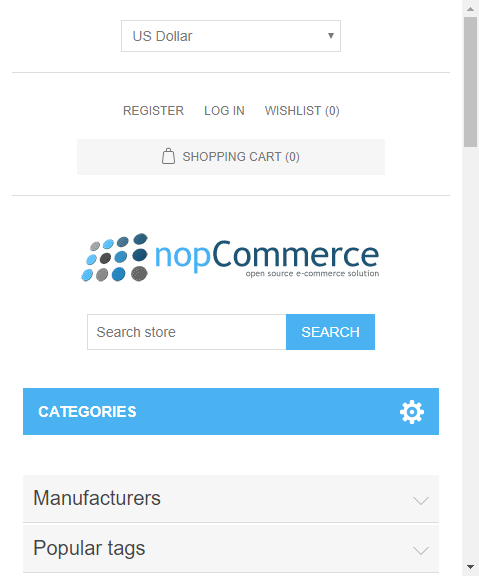 US Dollar
REGISTER LOG IN WISHLIST (0)
SHOPPING CART (0)
nopCommerce
open source e-commerce solution
Search store SEARCH
CATEGORIES
Manufacturers
Popular tags